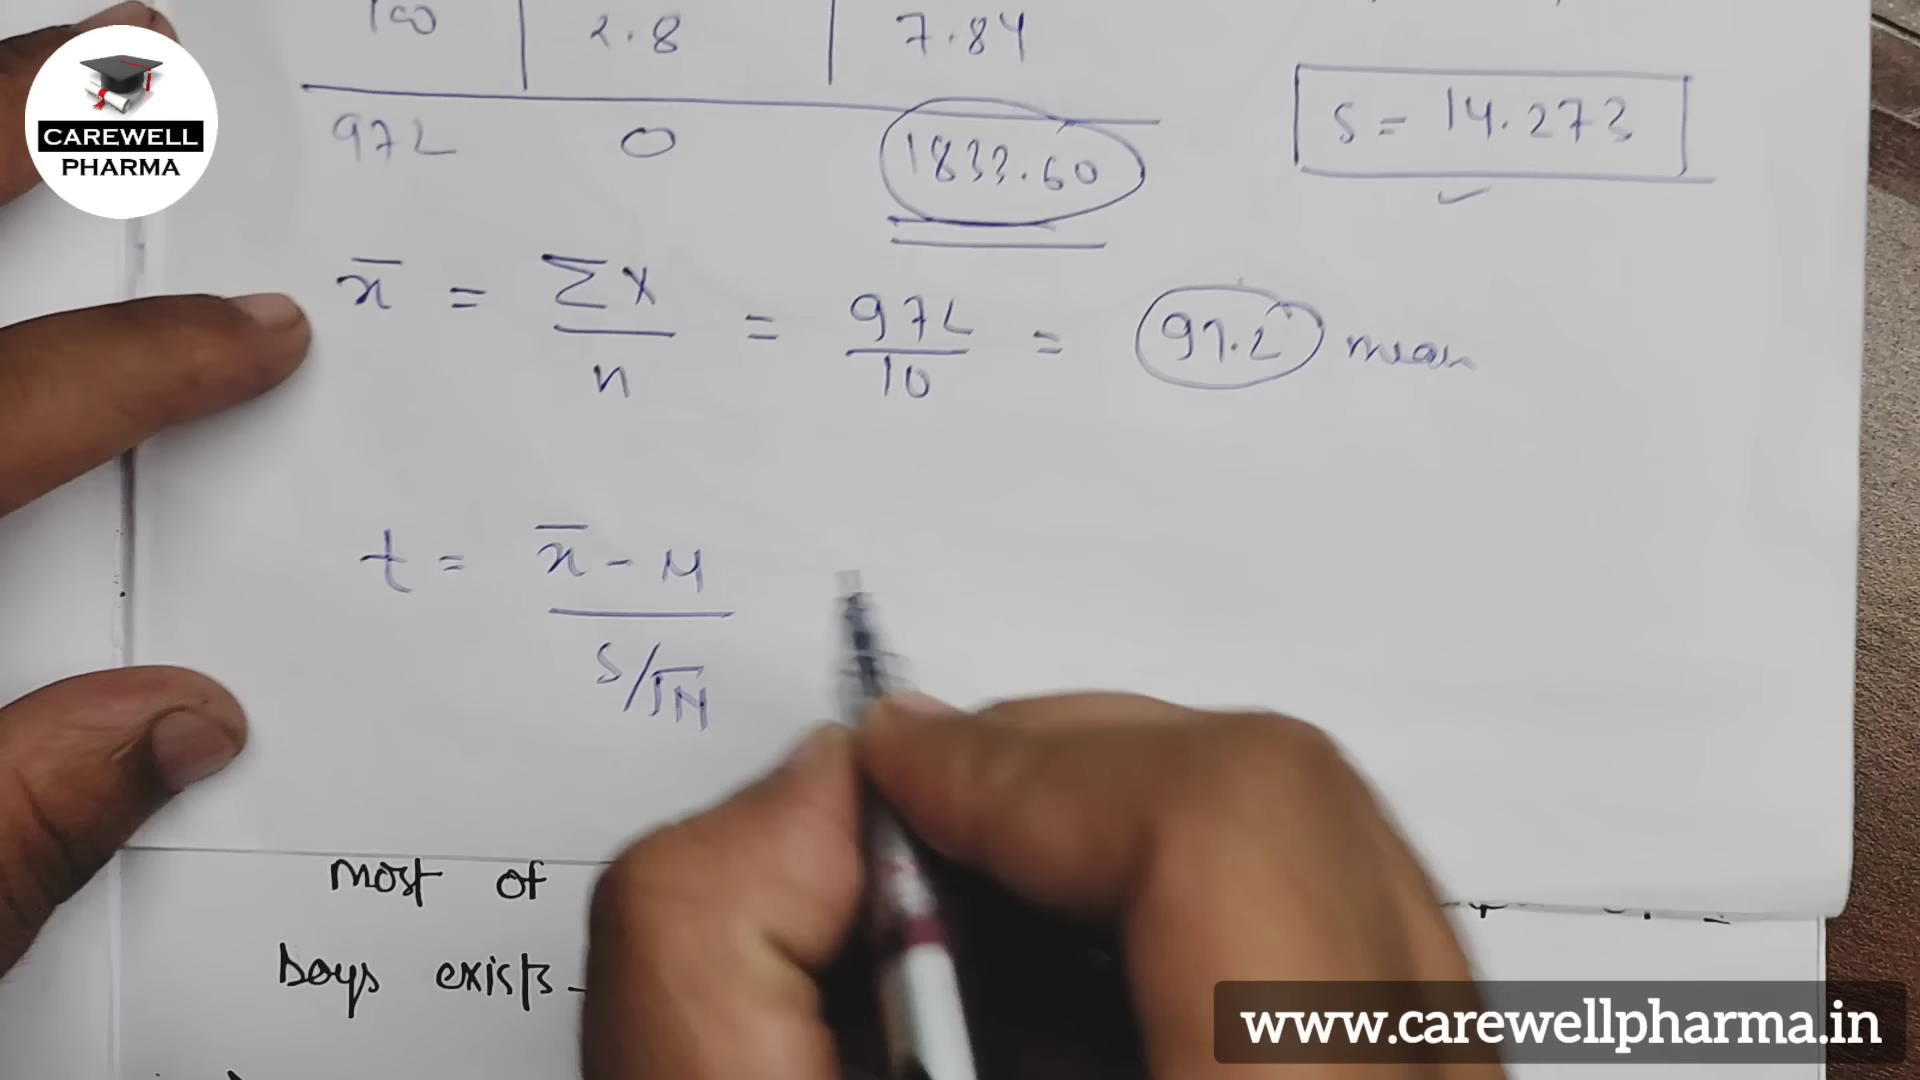 100 2.8 7.84
972 0 1833.60
S = 14.273
x̄ = Σx/n = 972/10 = 97.2 mean
t = x̄ - μ
S/√N
most of
boys exists
CAREWELL
PHARMA
www.carewellpharma.in